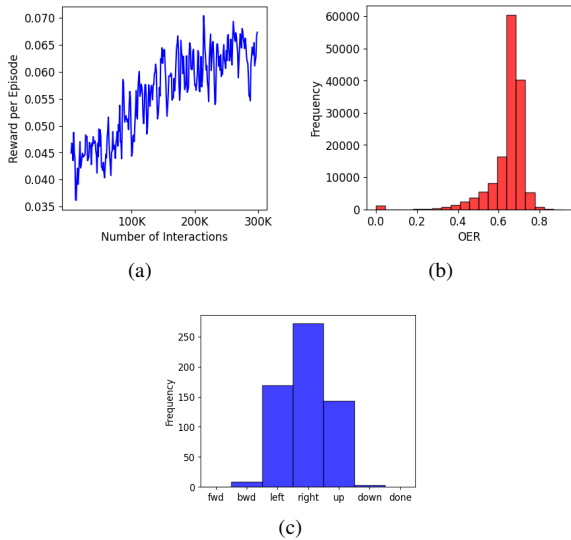 0.070
0.065
0.060
0.055
0.050
0.045
0.040
0.035
Reward per Episode
100K 200K 300K
Number of Interactions
(a)
60000
50000
40000
30000
20000
10000
0
Frequency
0.0 0.2 0.4 0.6 0.8
OER
(b)
250
200
150
100
50
0
Frequency
fwd bwd left right up down done
(c)